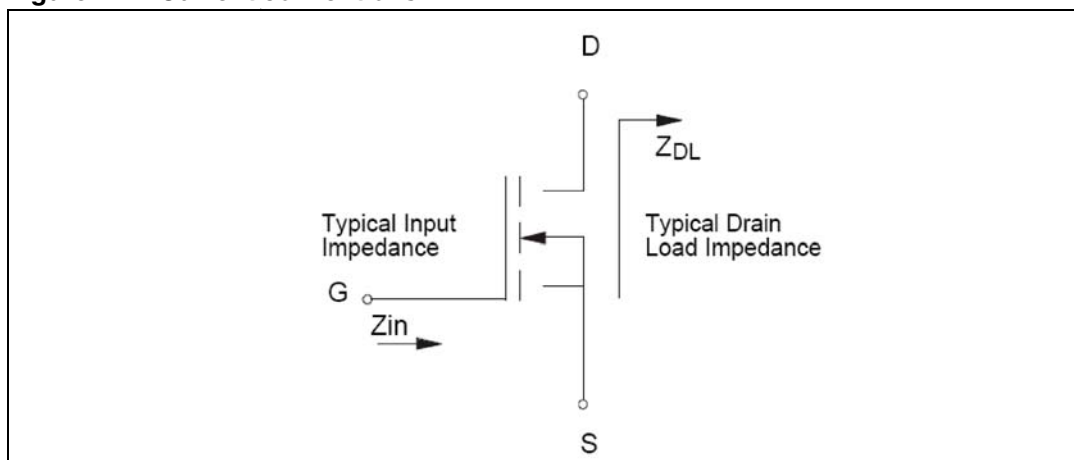 D
Z_DL
Typical Input
Impedance
Typical Drain
Load Impedance
G
Zin
S